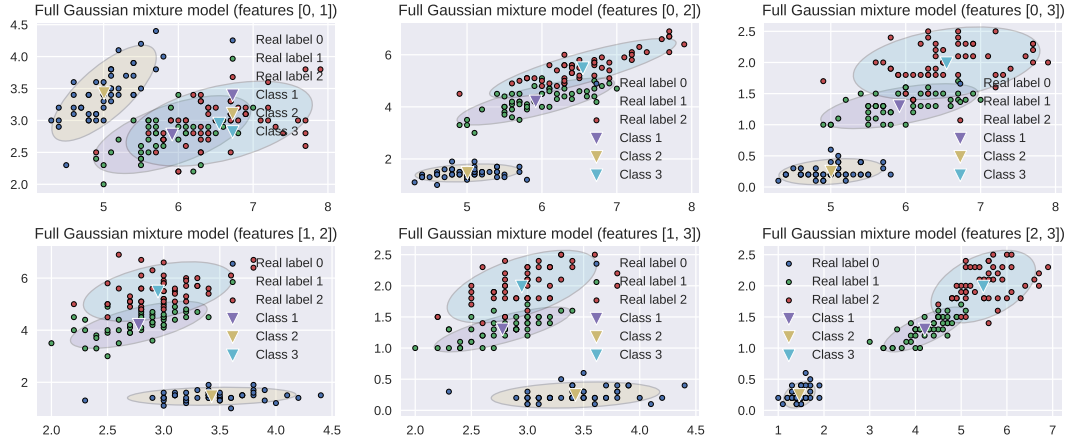 Full Gaussian mixture model (features [0, 1])
4.5
4.0
3.5
3.0
2.5
2.0
5
6
7
8
Real label 0
Real label 1
Real label 2
Class 1
Class 2
Class 3
Full Gaussian mixture model (features [0, 2])
6
4
2
5
6
7
8
Real label 0
Real label 1
Real label 2
Class 1
Class 2
Class 3
Full Gaussian mixture model (features [0, 3])
2.5
2.0
1.5
1.0
0.5
0.0
5
6
7
8
Real label 0
Real label 1
Real label 2
Class 1
Class 2
Class 3
Full Gaussian mixture model (features [1, 2])
6
4
2
2.0
2.5
3.0
3.5
4.0
4.5
Real label 0
Real label 1
Real label 2
Class 1
Class 2
Class 3
Full Gaussian mixture model (features [1, 3])
2.5
2.0
1.5
1.0
0.5
0.0
2.0
2.5
3.0
3.5
4.0
4.5
Real label 0
Real label 1
Real label 2
Class 1
Class 2
Class 3
Full Gaussian mixture model (features [2, 3])
2.5
2.0
1.5
1.0
0.5
0.0
1
2
3
4
5
6
7
Real label 0
Real label 1
Real label 2
Class 1
Class 2
Class 3